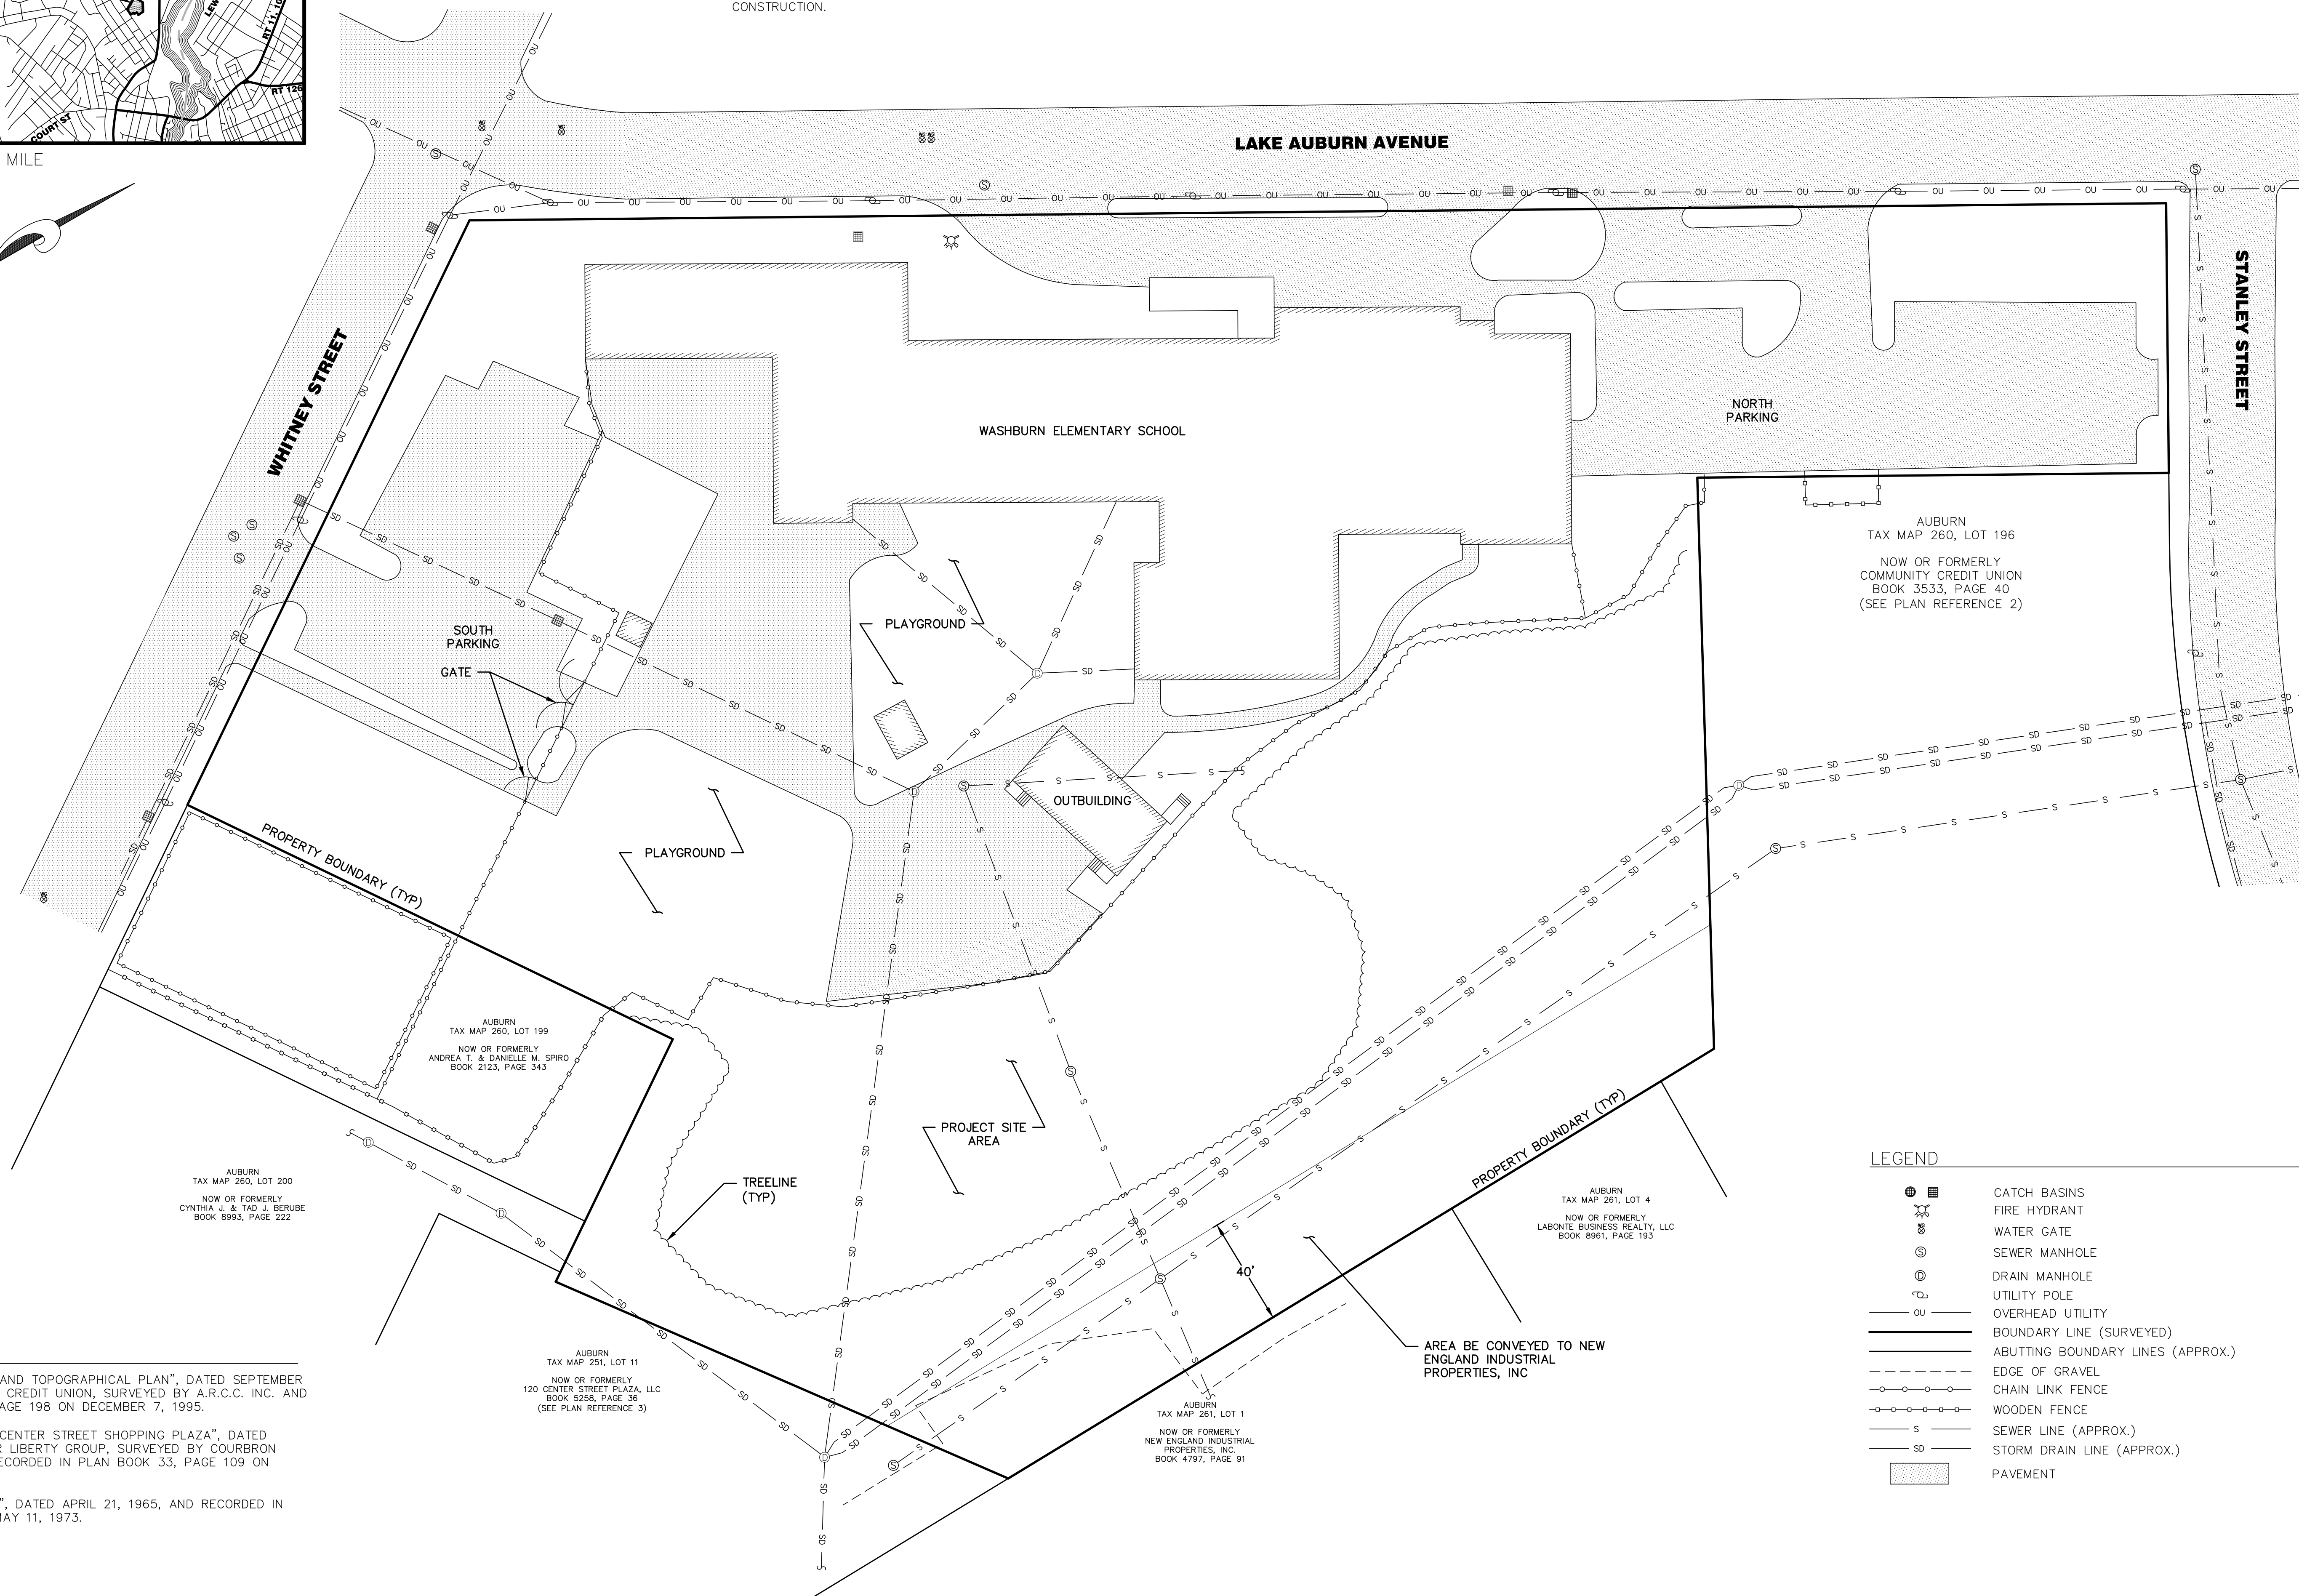 CONSTRUCTION.
RT 11, 10
RT 126
COURT ST
MILE
LAKE AUBURN AVENUE
WHITNEY STREET
STANLEY STREET
WASHBURN ELEMENTARY SCHOOL
NORTH
PARKING
AUBURN
TAX MAP 260, LOT 196
NOW OR FORMERLY
COMMUNITY CREDIT UNION
BOOK 3533, PAGE 40
(SEE PLAN REFERENCE 2)
SOUTH
PARKING
GATE
PLAYGROUND
OUTBUILDING
PLAYGROUND
PROPERTY BOUNDARY (TYP)
AUBURN
TAX MAP 260, LOT 199
NOW OR FORMERLY
ANDREA T. & DANIELLE M. SPIRO
BOOK 2123, PAGE 343
PROJECT SITE
AREA
TREELINE
(TYP)
AUBURN
TAX MAP 260, LOT 200
NOW OR FORMERLY
CYNTHIA J. & TAD J. BERUBE
BOOK 8993, PAGE 222
PROPERTY BOUNDARY (TYP)
AUBURN
TAX MAP 261, LOT 4
NOW OR FORMERLY
LABONTE BUSINESS REALTY, LLC
BOOK 8961, PAGE 193
40'
AREA BE CONVEYED TO NEW
ENGLAND INDUSTRIAL
PROPERTIES, INC
AUBURN
TAX MAP 251, LOT 11
NOW OR FORMERLY
120 CENTER STREET PLAZA, LLC
BOOK 5258, PAGE 36
(SEE PLAN REFERENCE 3)
AUBURN
TAX MAP 261, LOT 1
NOW OR FORMERLY
NEW ENGLAND INDUSTRIAL
PROPERTIES, INC.
BOOK 4797, PAGE 91
AND TOPOGRAPHICAL PLAN", DATED SEPTEMBER
CREDIT UNION, SURVEYED BY A.R.C.C. INC. AND
AGE 198 ON DECEMBER 7, 1995.
CENTER STREET SHOPPING PLAZA", DATED
R LIBERTY GROUP, SURVEYED BY COURBRON
ECORDED IN PLAN BOOK 33, PAGE 109 ON
", DATED APRIL 21, 1965, AND RECORDED IN
MAY 11, 1973.
LEGEND
CATCH BASINS
FIRE HYDRANT
WATER GATE
S SEWER MANHOLE
D DRAIN MANHOLE
UTILITY POLE
OU OVERHEAD UTILITY
BOUNDARY LINE (SURVEYED)
ABUTTING BOUNDARY LINES (APPROX.)
EDGE OF GRAVEL
CHAIN LINK FENCE
WOODEN FENCE
S SEWER LINE (APPROX.)
SD STORM DRAIN LINE (APPROX.)
PAVEMENT